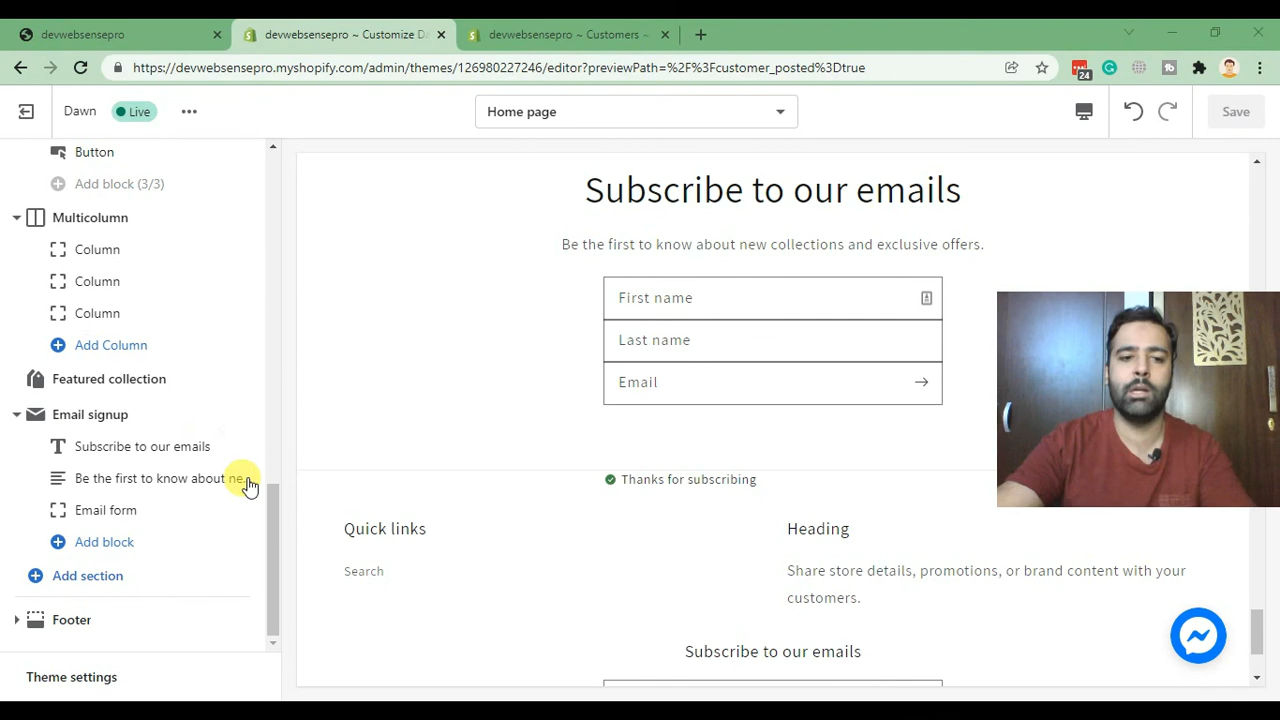 devwebsensepro
devwebsensepro ~ Customize Da
devwebsensepro ~ Customers ~
https://devwebsensepro.myshopify.com/admin/themes/126980227246/editor?previewPath=%2F%3Fcustomer_posted%3Dtrue
24
Dawn
Live
Home page
Save
Button
Add block (3/3)
Multicolumn
Column
Column
Column
Add Column
Featured collection
Email signup
Subscribe to our emails
Be the first to know about ne...
Email form
Add block
Add section
Footer
Theme settings
Subscribe to our emails
Be the first to know about new collections and exclusive offers.
First name
Last name
Email
Thanks for subscribing
Quick links
Search
Heading
Share store details, promotions, or brand content with your
customers.
Subscribe to our emails